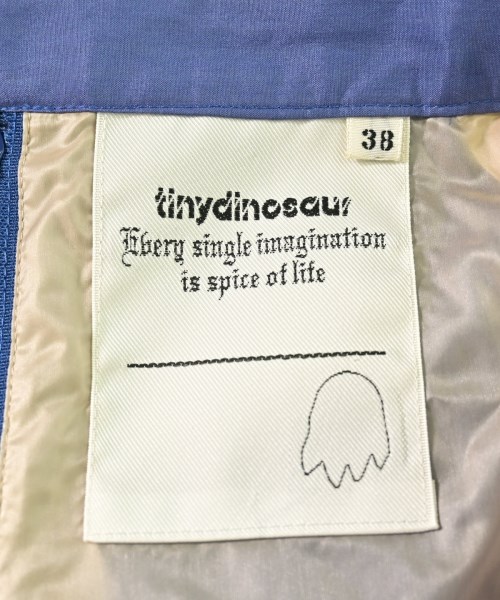 38
tinydinosaur
Every single imagination
is spice of life